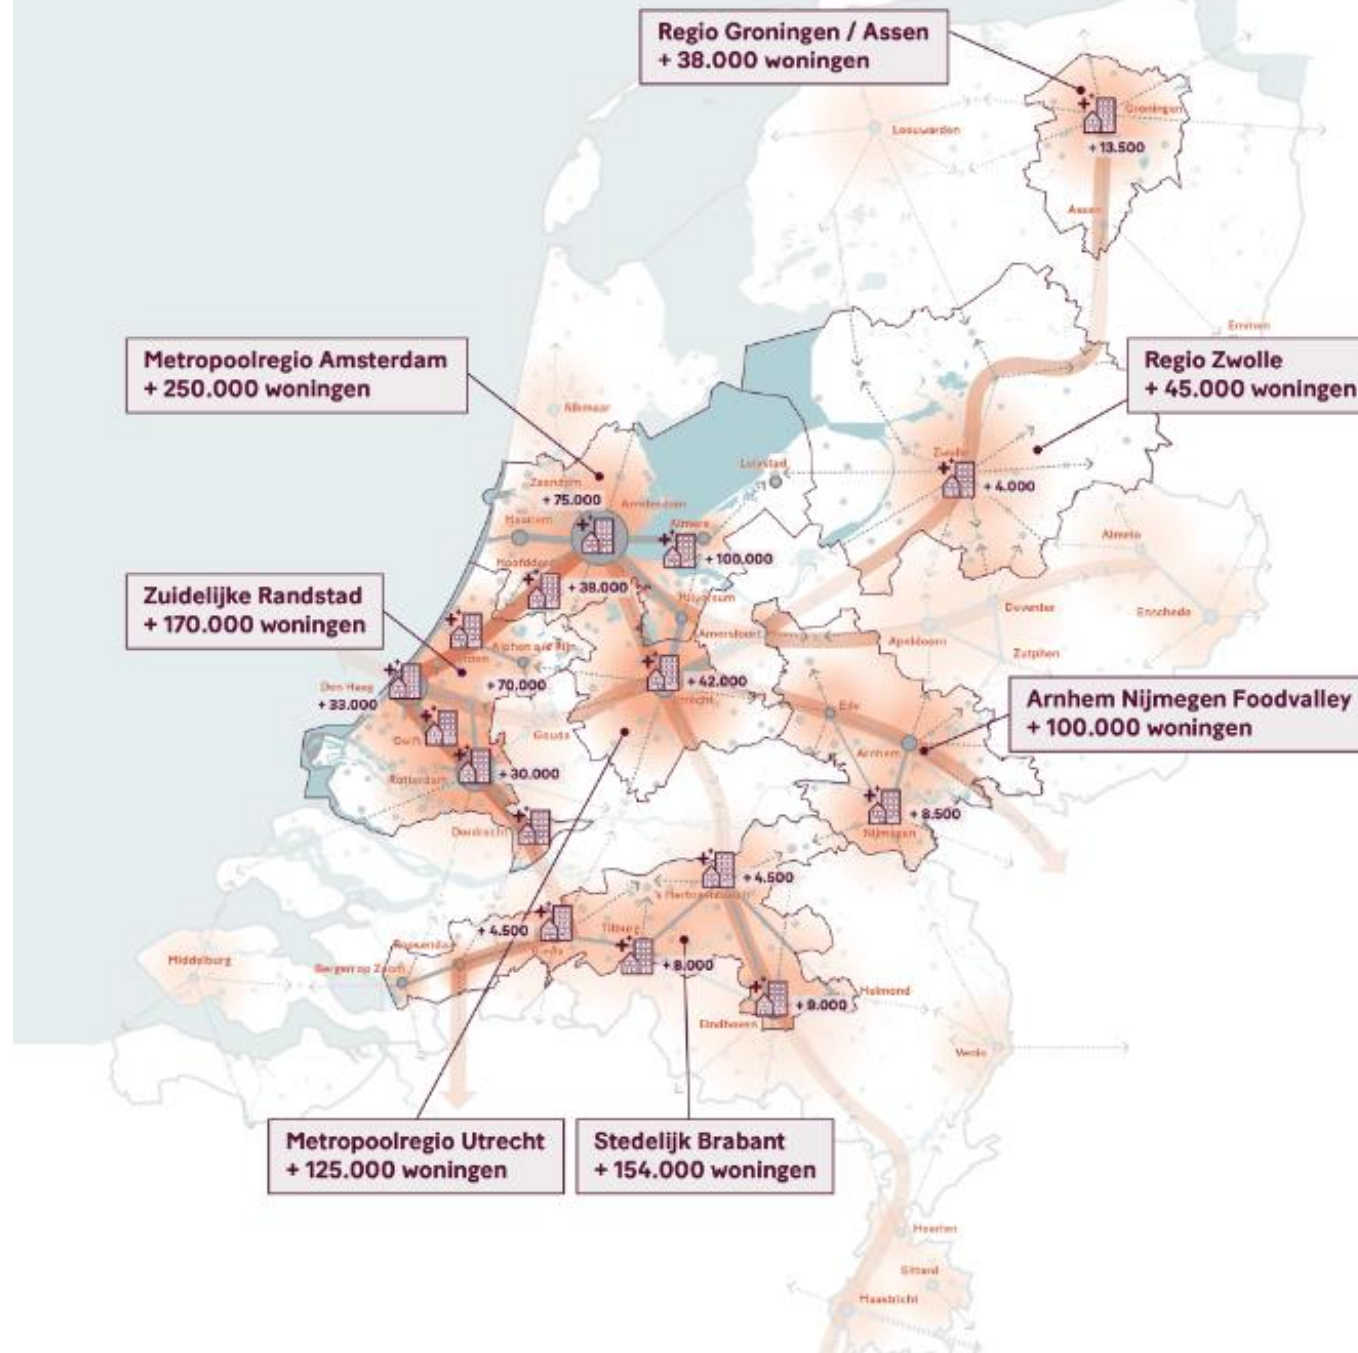 Regio Groningen / Assen
+ 38.000 woningen
Groningen
+ 13.500
Leeuwarden
Assen
Emmen
Metropoolregio Amsterdam
+ 250.000 woningen
Regio Zwolle
+ 45.000 woningen
Alkmaar
Zwolle
+ 4.000
Lelystad
Zaandam
+ 75.000
Amsterdam
Haarlem
Almere
+ 100.000
Almelo
Hoofddorp
+ 38.000
Hilversum
Zuidelijke Randstad
+ 170.000 woningen
Deventer
Enschede
Amersfoort
Apeldoorn
Zutphen
Alphen a/d Rijn
+ 70.000
+ 42.000
Den Haag
+ 33.000
Arnhem Nijmegen Foodvalley
+ 100.000 woningen
Ede
Gouda
Delft
Arnhem
Rotterdam
+ 30.000
+ 8.500
Nijmegen
Dordrecht
+ 4.500
's Hertogenbosch
+ 4.500
Tilburg
Breda
Roosendaal
+ 8.000
Middelburg
Bergen op Zoom
Helmond
+ 9.000
Eindhoven
Venlo
Metropoolregio Utrecht
+ 125.000 woningen
Stedelijk Brabant
+ 154.000 woningen
Heerlen
Sittard
Maastricht